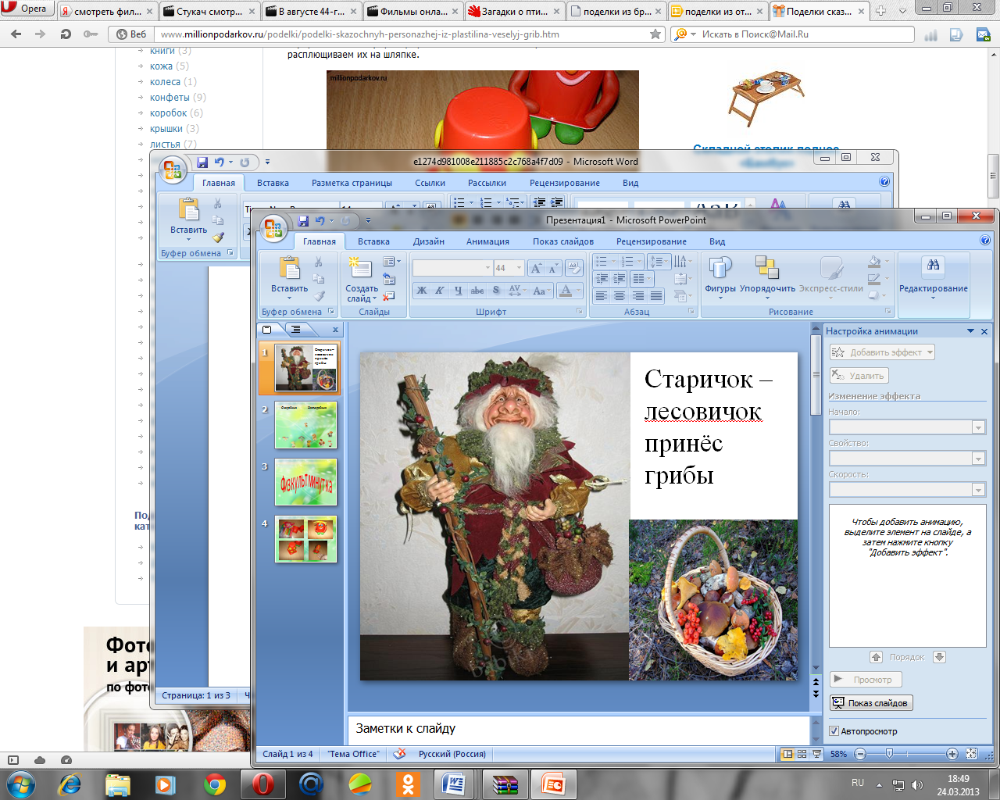 Opera
смотреть фил...
Стукач смотр...
В августе 44-г...
Фильмы онла...
Загадки о пти...
поделки из бр...
поделки из от...
Поделки сказ...
Веб
www.millionpodarkov.ru/podelki/podelki-skazochnyh-personazhej-iz-plastilina-veselyj-grib.htm
Искать в Поиск@Mail.Ru
книги (3)
кожа (5)
колеса (1)
конфеты (9)
коробок (6)
крышки (3)
листья (7)
расплющиваем их на шляпке.
millionpodarkov.ru
Складной столик-поднос
e1274d981008e211885c2c768a4f7d09 - Microsoft Word
Главная Вставка Разметка страницы Ссылки Рассылки Рецензирование Вид
Вставить
Буфер обмена
Презентация1 - Microsoft PowerPoint
Главная Вставка Дизайн Анимация Показ слайдов Рецензирование Вид
Вставить
Буфер обмена
Создать слайд
Слайды
44
Ж К Ч abc S AV Aa А
Шрифт
Абзац
Фигуры Упорядочить Экспресс-стили
Рисование
Редактирование
1
2
3
Физкультминутка
4
Старичок –
лесовичок
принёс
грибы
Настройка анимации
Добавить эффект
Удалить
Изменение эффекта
Начало:
Свойство:
Скорость:
Чтобы добавить анимацию,
выделите элемент на слайде, а
затем нажмите кнопку
"Добавить эффект".
Порядок
Просмотр
Показ слайдов
Автопросмотр
Заметки к слайду
Слайд 1 из 4
"Тема Office"
Русский (Россия)
58%
Страница: 1 из 3
Под
кат
Фото
и ар
по фото
RU
18:49
24.03.2013